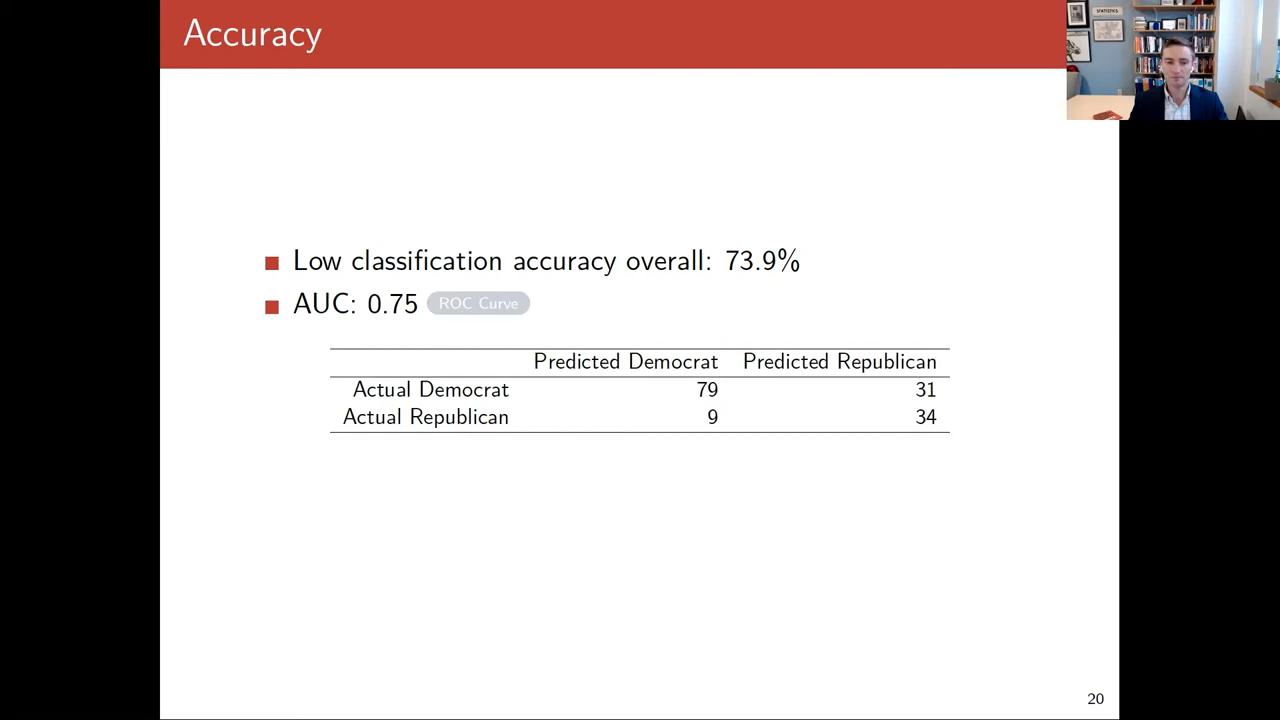 Accuracy
STATISTICS
Low classification accuracy overall: 73.9%
AUC: 0.75 ROC Curve
Predicted Democrat Predicted Republican
Actual Democrat 79 31
Actual Republican 9 34
20